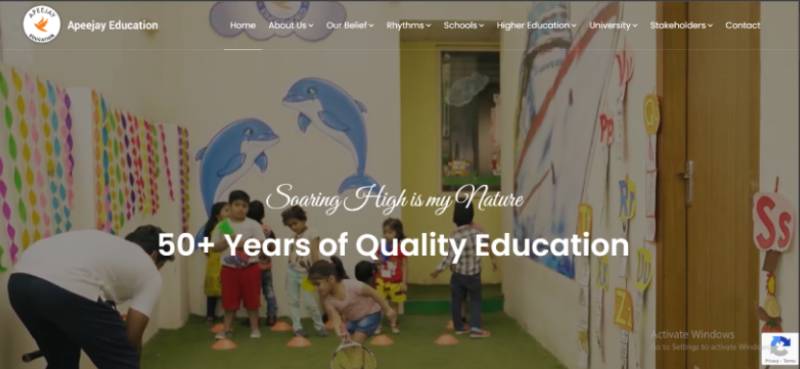 APEEJAY
EDUCATION
Apeejay Education
Home
About Us
Our Belief
Rhythms
Schools
Higher Education
University
Stakeholders
Contact
Soaring High is my Nature
50+ Years of Quality Education
Ss
Activate Windows
Go to Settings to activate Windows
Privacy - Terms